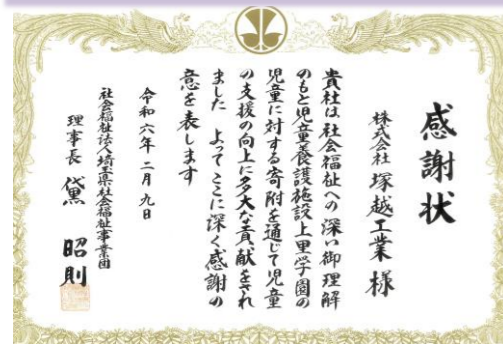 感謝状
株式会社 塚越工業 様
貴社は社会福祉への深い御理解
のもと児童養護施設上里学園の
児童に対する寄附を通じて児童
の支援の向上に多大な貢献をされ
ました よってここに深く感謝の
意を表します
令和六年二月九日
社会福祉法人埼玉県社会福祉事業団
理事長 黛 昭則